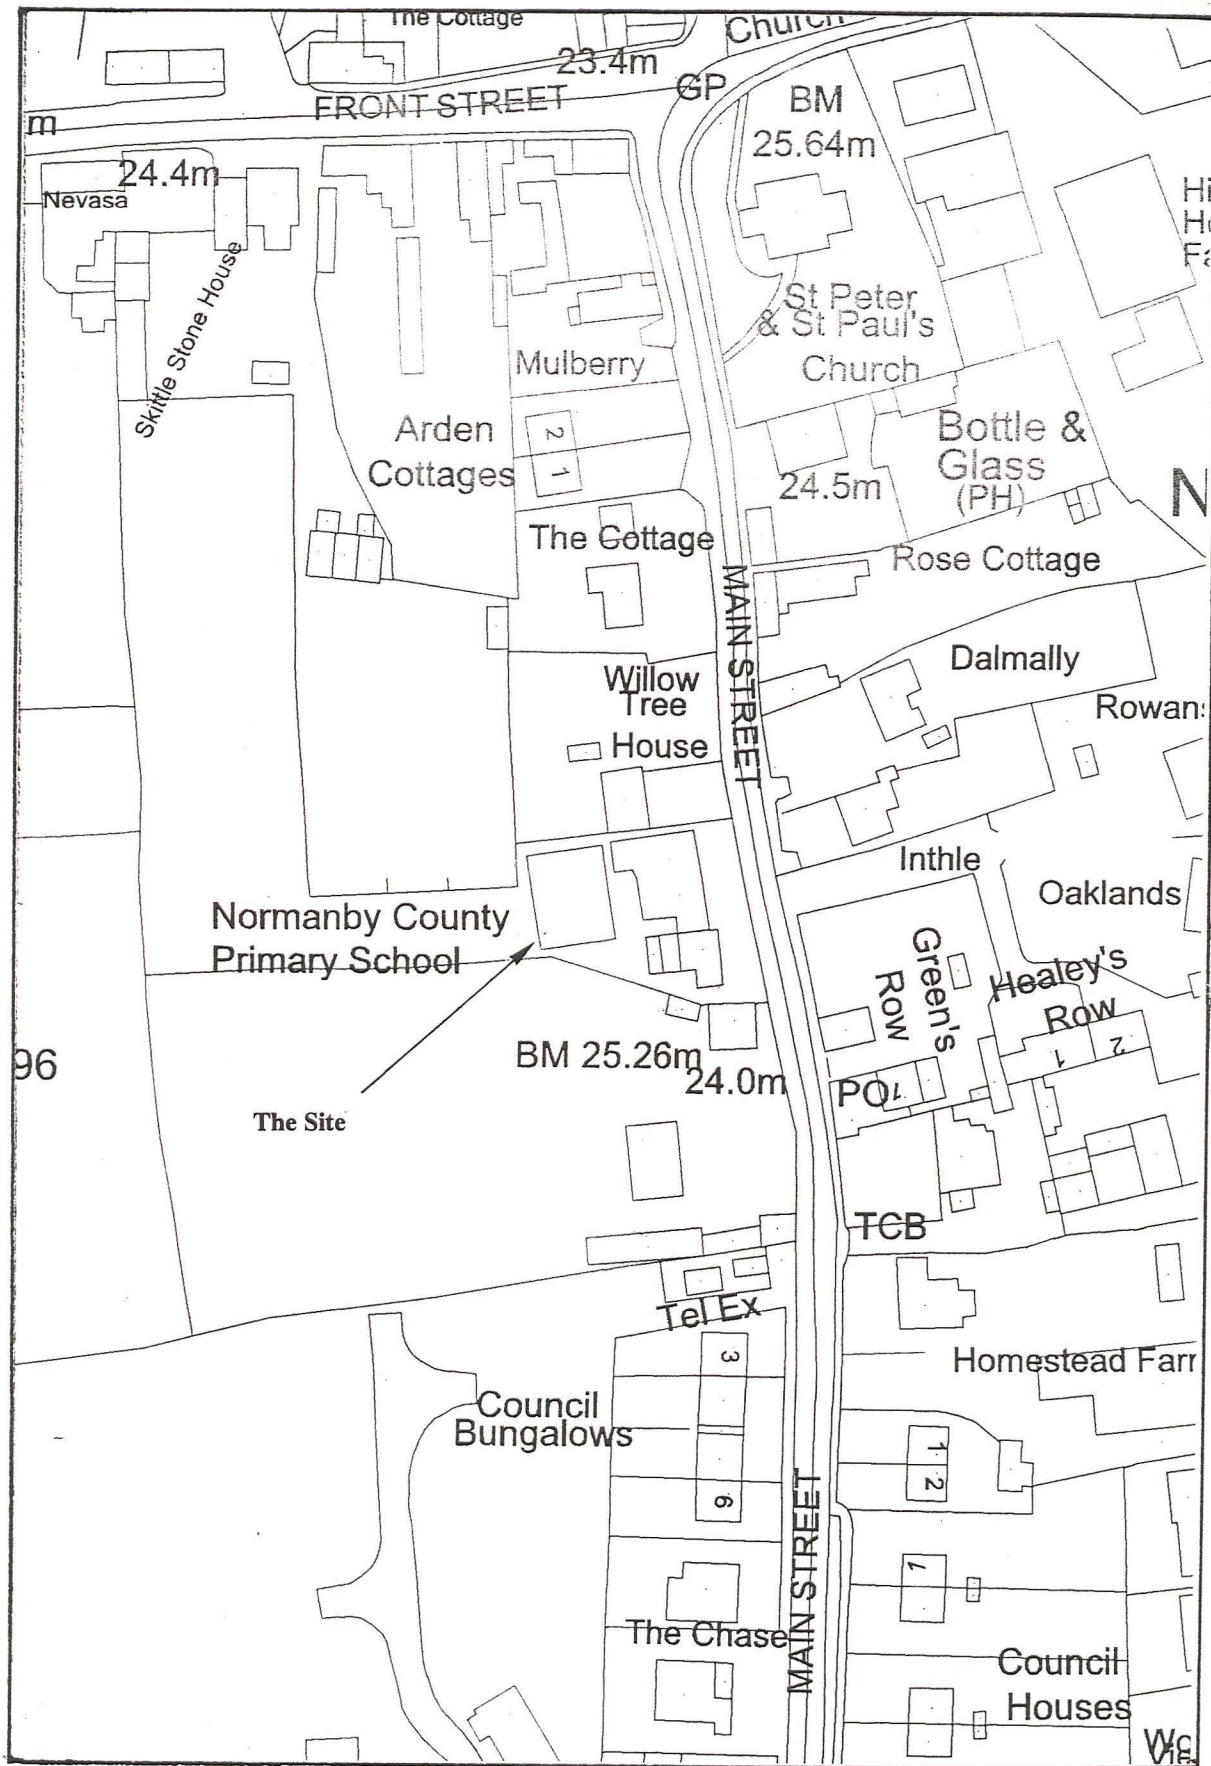 The Cottage
Church
23.4m
GP
FRONT STREET
BM
25.64m
m
24.4m
Nevasa
Skittle Stone House
St Peter
& St Paul's
Church
Mulberry
Arden
Cottages
2
1
Bottle &
Glass
(PH)
24.5m
N
The Cottage
Rose Cottage
MAIN STREET
Willow
Tree
House
Dalmally
Rowans
Inthle
Oaklands
Normanby County
Primary School
Green's
Row
Healey's
Row
1
2
96
BM 25.26m
24.0m
PO
1
The Site
TCB
Tel Ex
3
Homestead Farr
Council
Bungalows
6
1
2
MAIN STREET
The Chase
Council
Houses